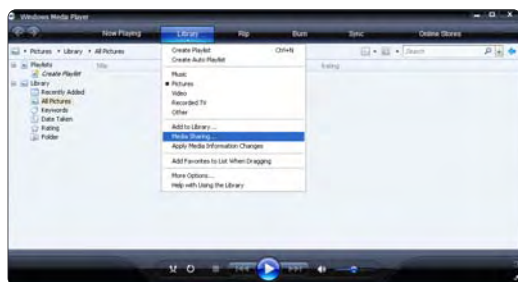 Windows Media Player
Now Playing Library Rip Burn Sync Online Stores
Pictures Library All Pictures Search
Playlists
Create Playlist
Library
Recently Added
All Pictures
Keywords
Date Taken
Rating
Folder
Title
Rating
Create Playlist Ctrl+N
Create Auto Playlist
Music
Pictures
Video
Recorded TV
Other
Add to Library...
Media Sharing...
Apply Media Information Changes
Add Favorites to List When Dragging
More Options...
Help with Using the Library